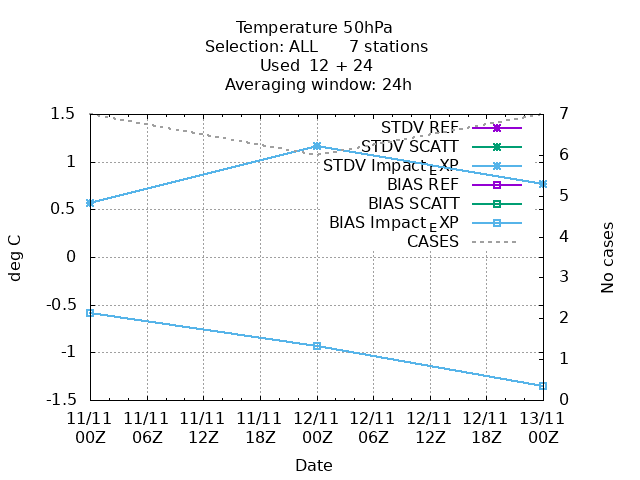 Temperature 50hPa
Selection: ALL 7 stations
Used 12 + 24
Averaging window: 24h
STDV REF
STDV SCATT
STDV Impact_EXP
BIAS REF
BIAS SCATT
BIAS Impact_EXP
CASES
deg C
1.5
1
0.5
0
-0.5
-1
-1.5
No cases
7
6
5
4
3
2
1
0
11/11 11/11 11/11 11/11 12/11 12/11 12/11 12/11 13/11
00Z 06Z 12Z 18Z 00Z 06Z 12Z 18Z 00Z
Date